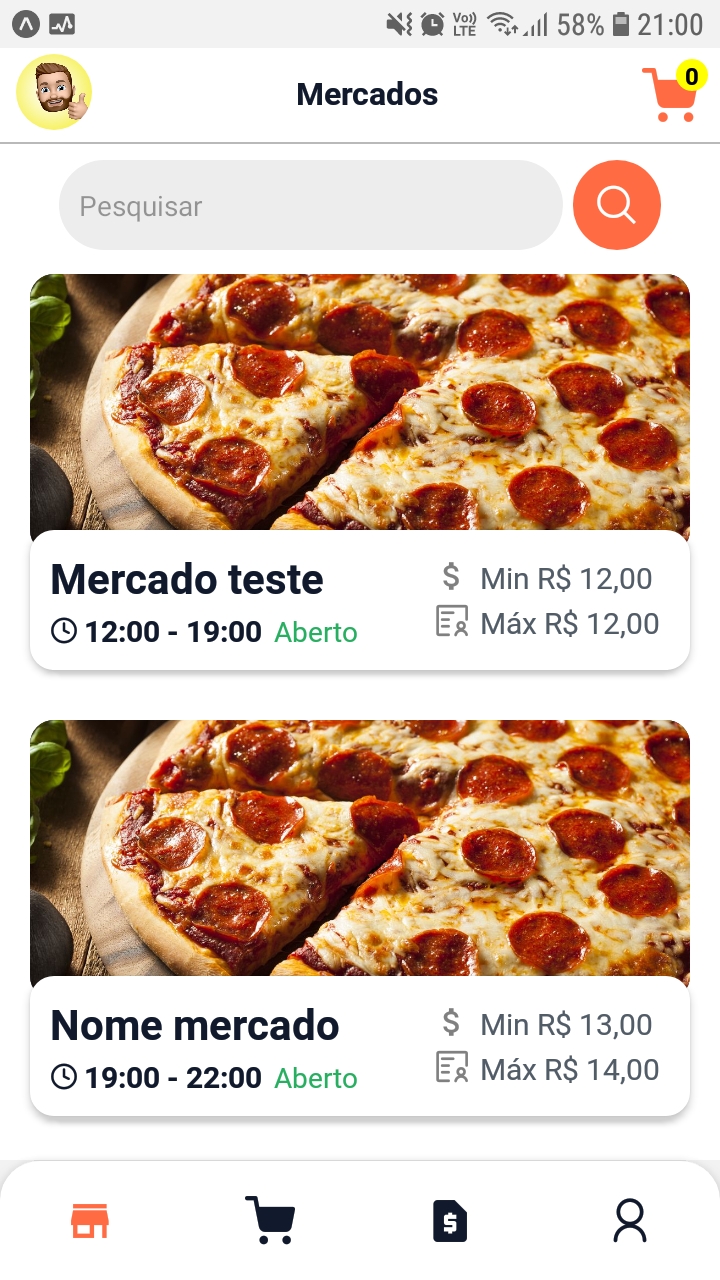 Vo)) LTE 58% 21:00
Mercados
0
Pesquisar
Mercado teste
$ Min R$ 12,00
12:00 - 19:00 Aberto
Máx R$ 12,00
Nome mercado
$ Min R$ 13,00
19:00 - 22:00 Aberto
Máx R$ 14,00
$